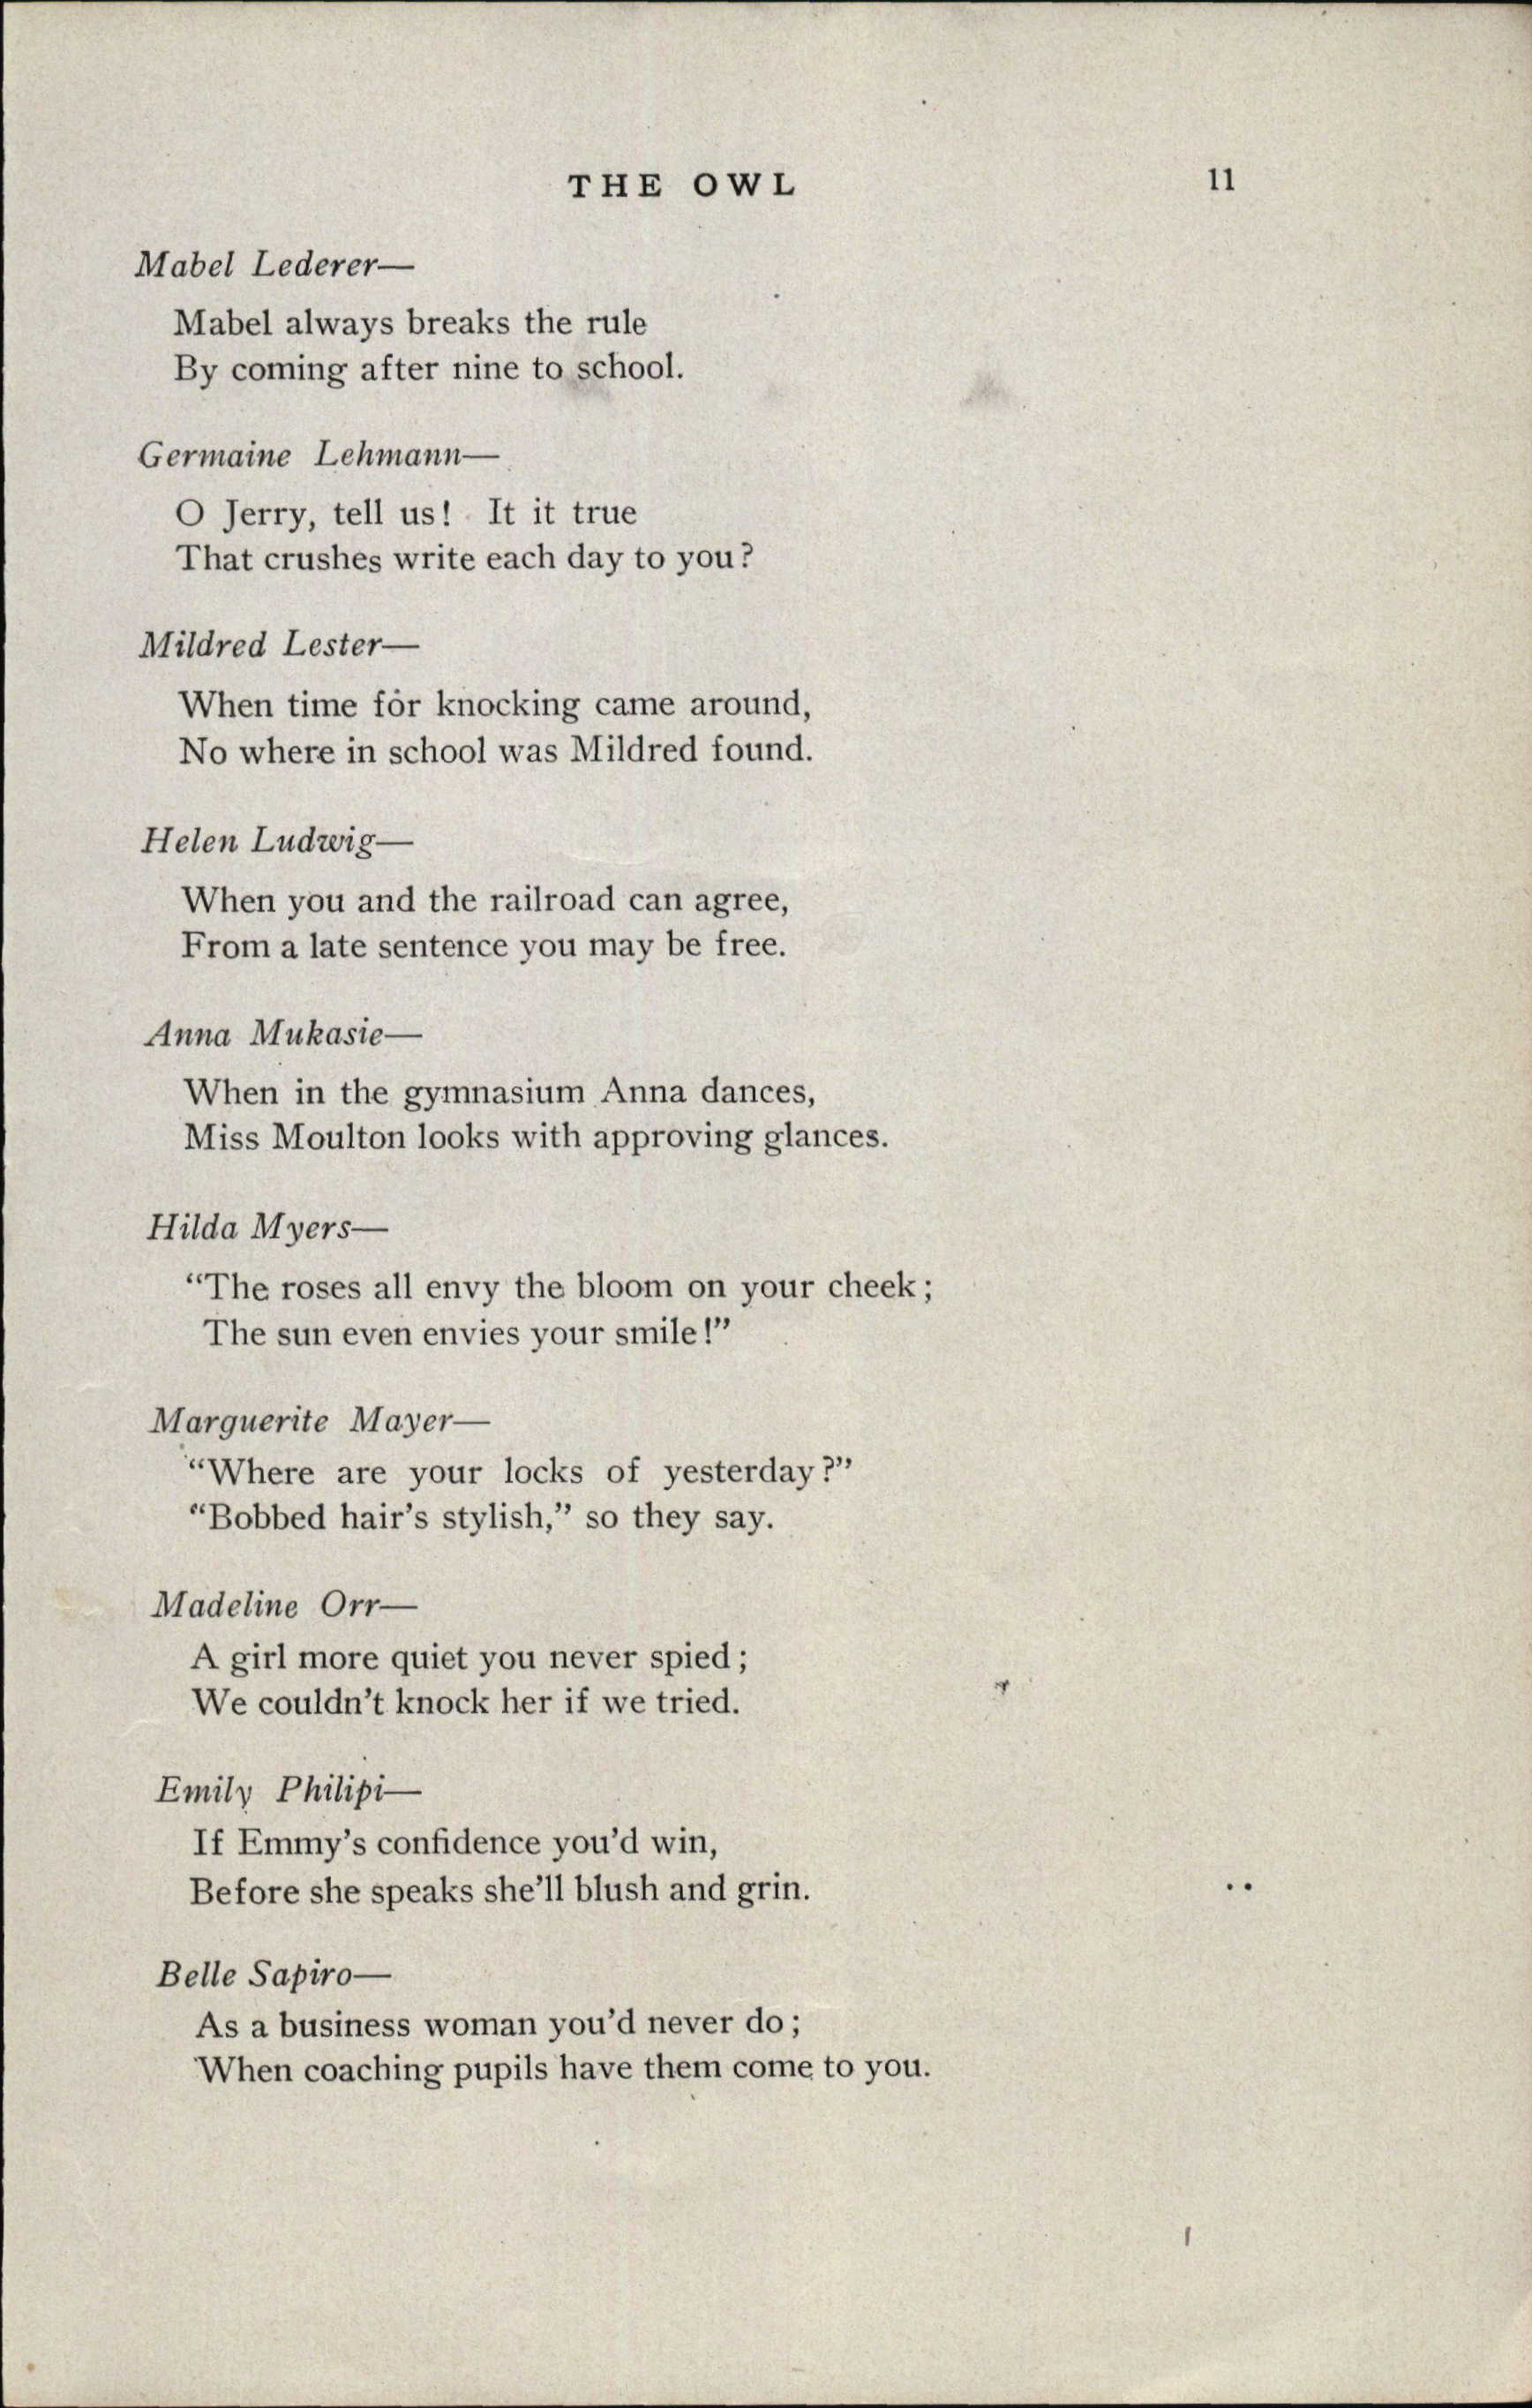 THE OWL
11
Mabel Lederer—
Mabel always breaks the rule
By coming after nine to school.
Germaine Lehmann—
O Jerry, tell us! It it true
That crushes write each day to you?
Mildred Lester—
When time for knocking came around,
No where in school was Mildred found.
Helen Ludwig—
When you and the railroad can agree,
From a late sentence you may be free.
Anna Mukasie—
When in the gymnasium Anna dances,
Miss Moulton looks with approving glances.
Hilda Myers—
“The roses all envy the bloom on your cheek;
The sun even envies your smile!”
Marguerite Mayer—
“Where are your locks of yesterday?”
“Bobbed hair’s stylish,” so they say.
Madeline Orr—
A girl more quiet you never spied;
We couldn’t knock her if we tried.
Emily Philipi—
If Emmy’s confidence you’d win,
Before she speaks she’ll blush and grin.
Belle Sapiro—
As a business woman you’d never do;
When coaching pupils have them come to you.